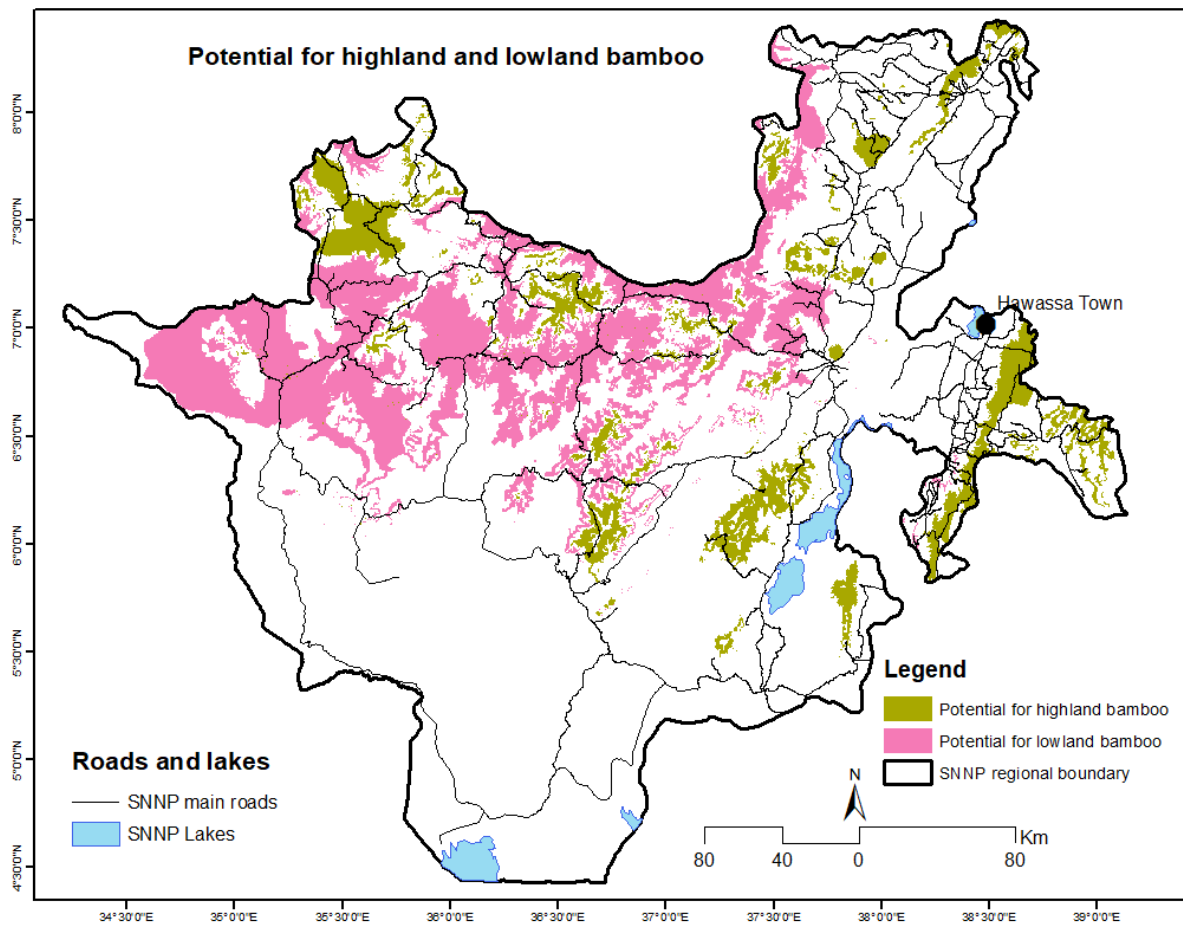 Potential for highland and lowland bamboo
8°0'0"N
7°30'0"N
7°0'0"N
6°30'0"N
6°0'0"N
5°30'0"N
5°0'0"N
4°30'0"N
Hawassa Town
Legend
Potential for highland bamboo
Potential for lowland bamboo
SNNP regional boundary
Roads and lakes
SNNP main roads
SNNP Lakes
N
Km
80 40 0 80
34°30'0"E 35°0'0"E 35°30'0"E 36°0'0"E 36°30'0"E 37°0'0"E 37°30'0"E 38°0'0"E 38°30'0"E 39°0'0"E